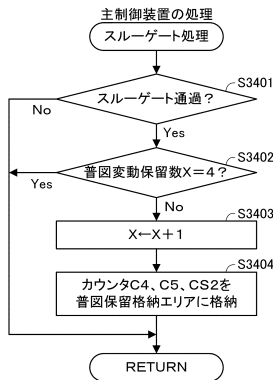 主制御装置の処理
スルーゲート処理
S3401
スルーゲート通過？
No
Yes
S3402
普図変動保留数X＝4？
Yes
No
S3403
X←X＋1
S3404
カウンタC4、C5、CS2を
普図保留格納エリアに格納
RETURN